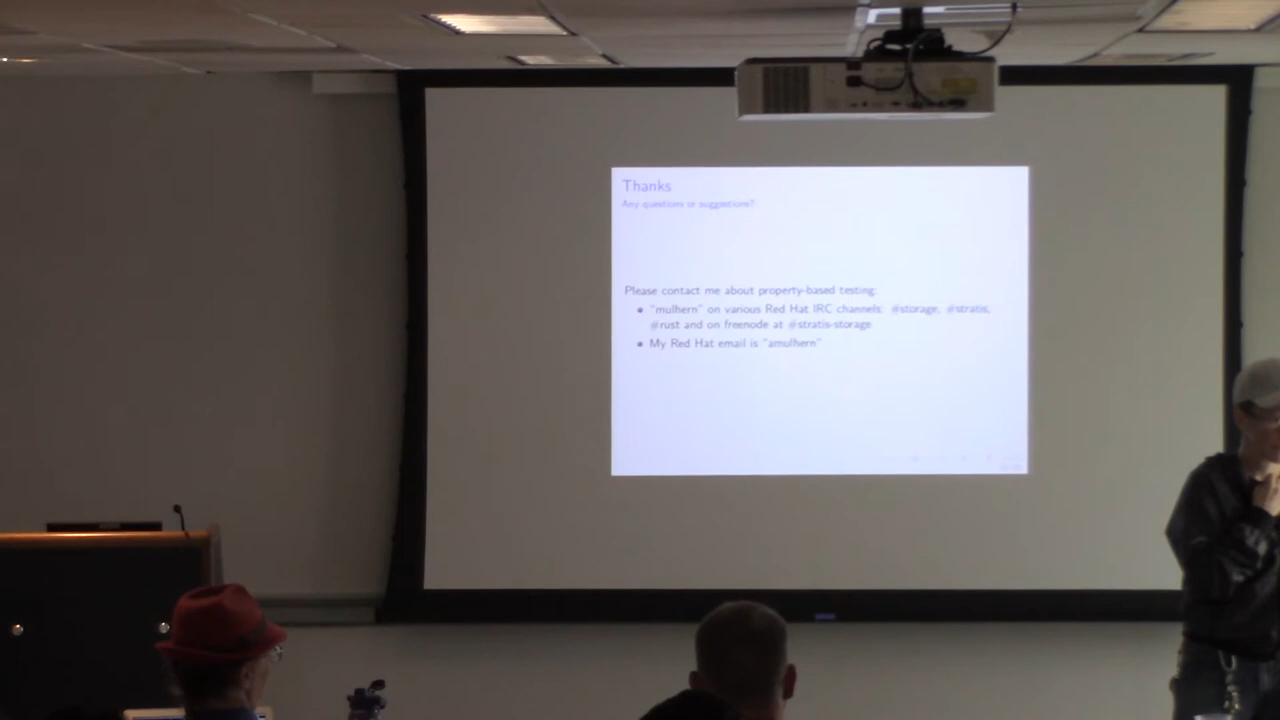 Thanks
Any questions or suggestions?
Please contact me about property-based testing:
• "mulhern" on various Red Hat IRC channels: #storage, #stratis,
#rust and on freenode at #stratis-storage
• My Red Hat email is "amulhern"